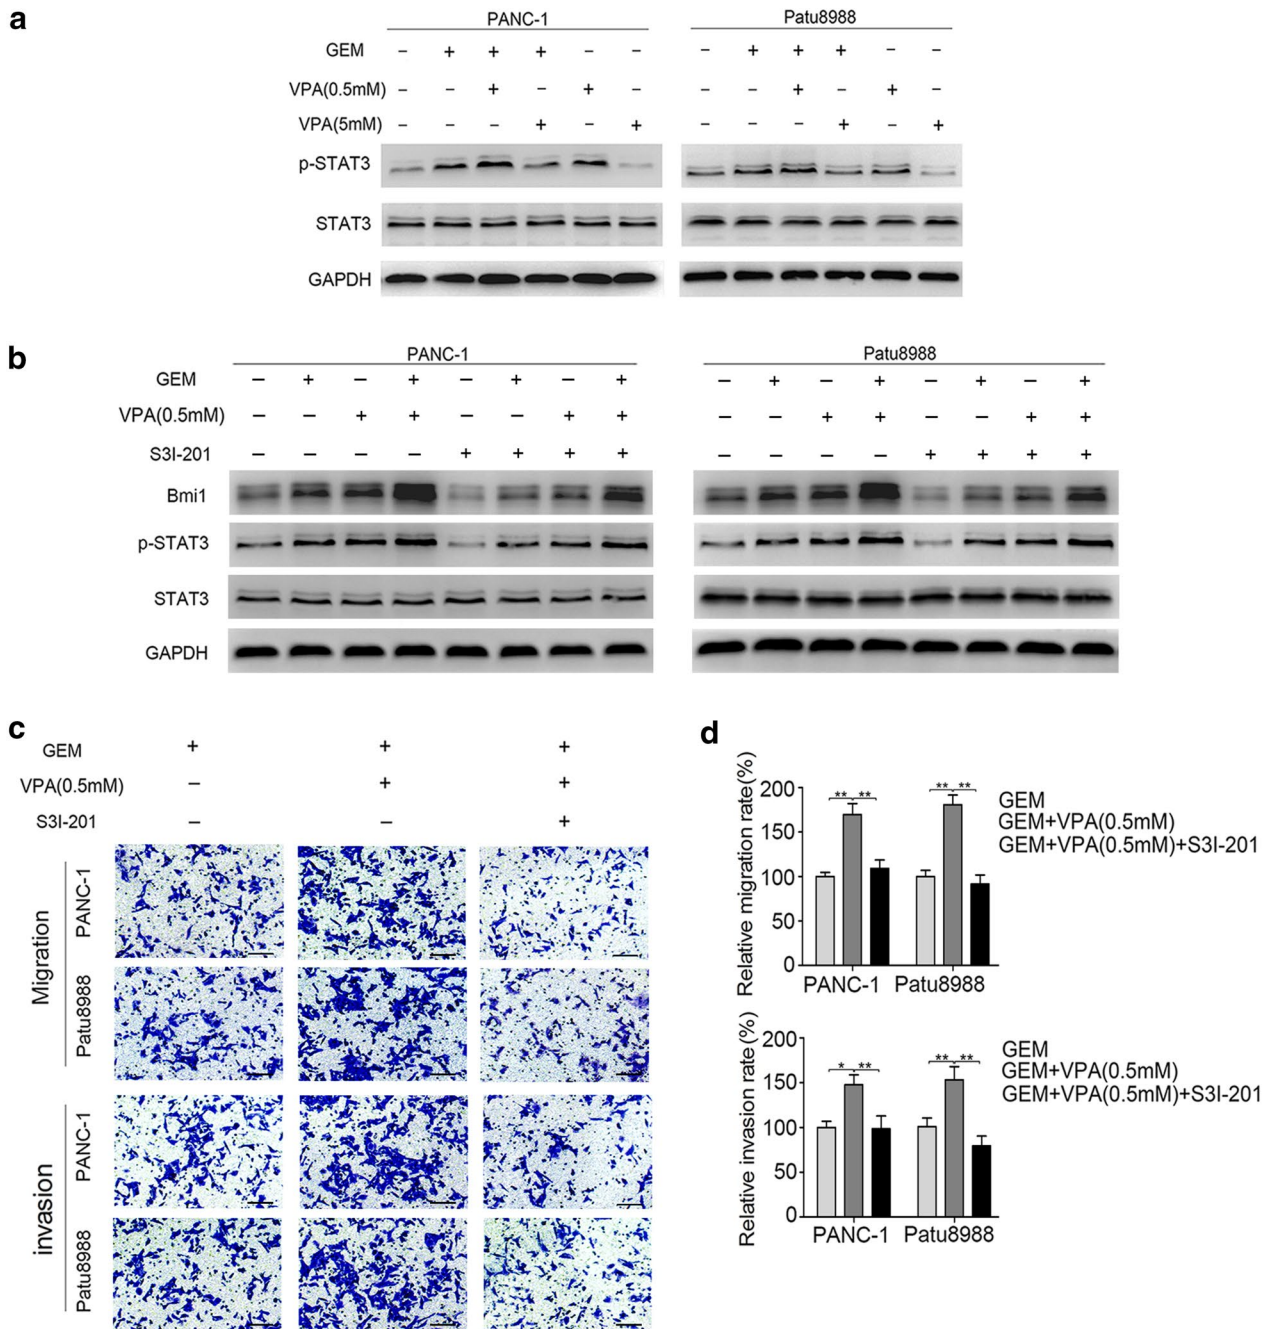 a
PANC-1 Patu8988
GEM − + + + − − − + + + − −
VPA(0.5mM) − − + − + − − − + − + −
VPA(5mM) − − − + − + − − − + − +
p-STAT3
STAT3
GAPDH
b
PANC-1 Patu8988
GEM − + − + − + − + − + − + − + − +
VPA(0.5mM) − − + + − − + + − − + + − − + +
S3I-201 − − − − + + + + − − − − + + + +
Bmi1
p-STAT3
STAT3
GAPDH
c
GEM + + +
VPA(0.5mM) − + +
S3I-201 − − +
Migration
PANC-1
Patu8988
invasion
PANC-1
Patu8988
d
Relative migration rate(%)
200
150
100
50
0
** ** ** **
PANC-1 Patu8988
GEM
GEM+VPA(0.5mM)
GEM+VPA(0.5mM)+S3I-201
Relative invasion rate(%)
200
150
100
50
0
* ** ** **
PANC-1 Patu8988
GEM
GEM+VPA(0.5mM)
GEM+VPA(0.5mM)+S3I-201